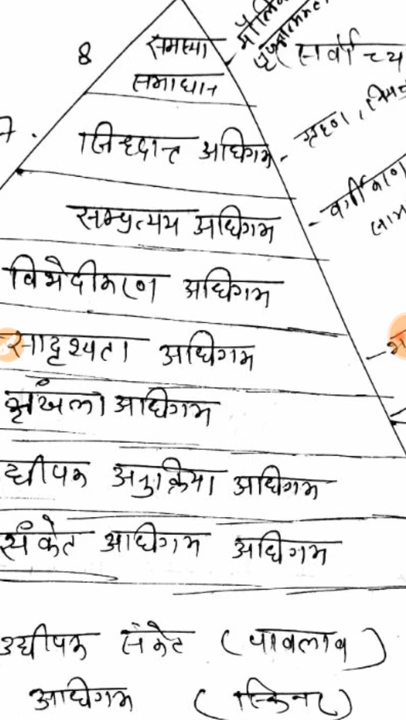 8 समस्या
समाधान
(सर्वोच्य
7. सिद्दान्त अधिगम
सम्प्रत्यय अधिगम
विभेदीकरण अधिगम
सादृश्यता अधिगम
श्रृंखला अधिगम
उद्यीपक अनुक्रिया अधिगम
संकेत अधिगम अधिगम
उद्यीपक संकेट (पावलाव)
अधिगम (स्किनर)